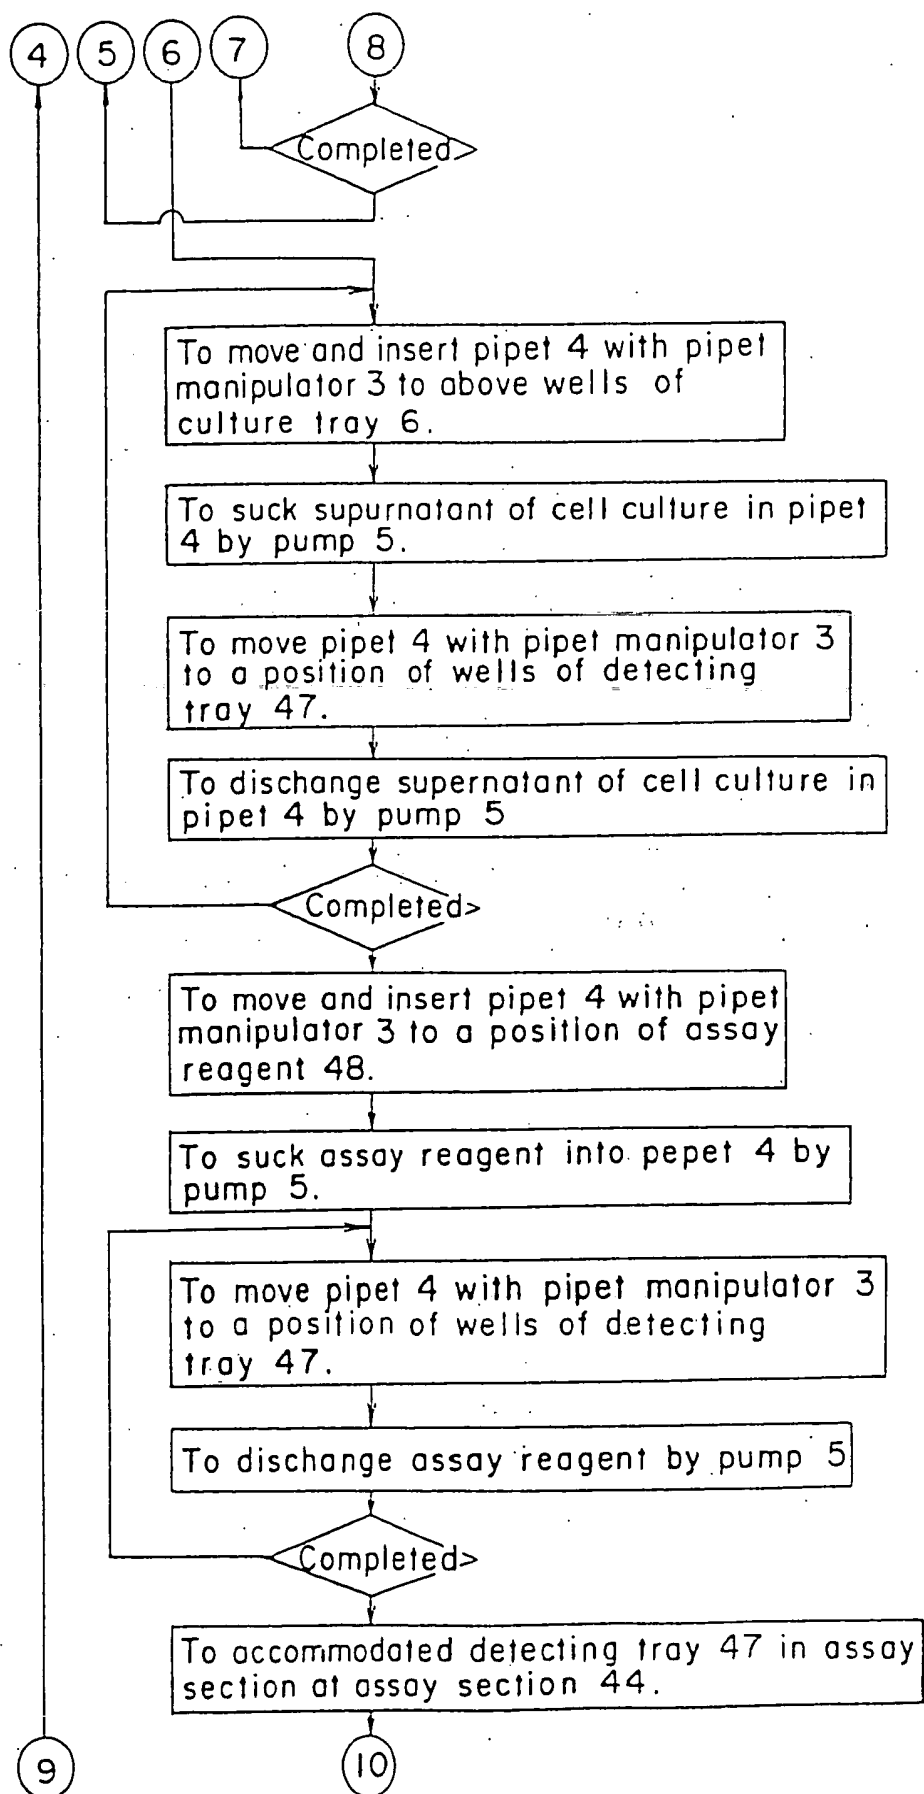 4 5 6 7 8
Completed
To move and insert pipet 4 with pipet
manipulator 3 to above wells of
culture tray 6.
To suck supurnatant of cell culture in pipet
4 by pump 5.
To move pipet 4 with pipet manipulator 3
to a position of wells of detecting
tray 47.
To dischange supernatant of cell culture in
pipet 4 by pump 5
Completed
To move and insert pipet 4 with pipet
manipulator 3 to a position of assay
reagent 48.
To suck assay reagent into pepet 4 by
pump 5.
To move pipet 4 with pipet manipulator 3
to a position of wells of detecting
tray 47.
To dischange assay reagent by pump 5
Completed
To accommodated detecting tray 47 in assay
section at assay section 44.
9 10